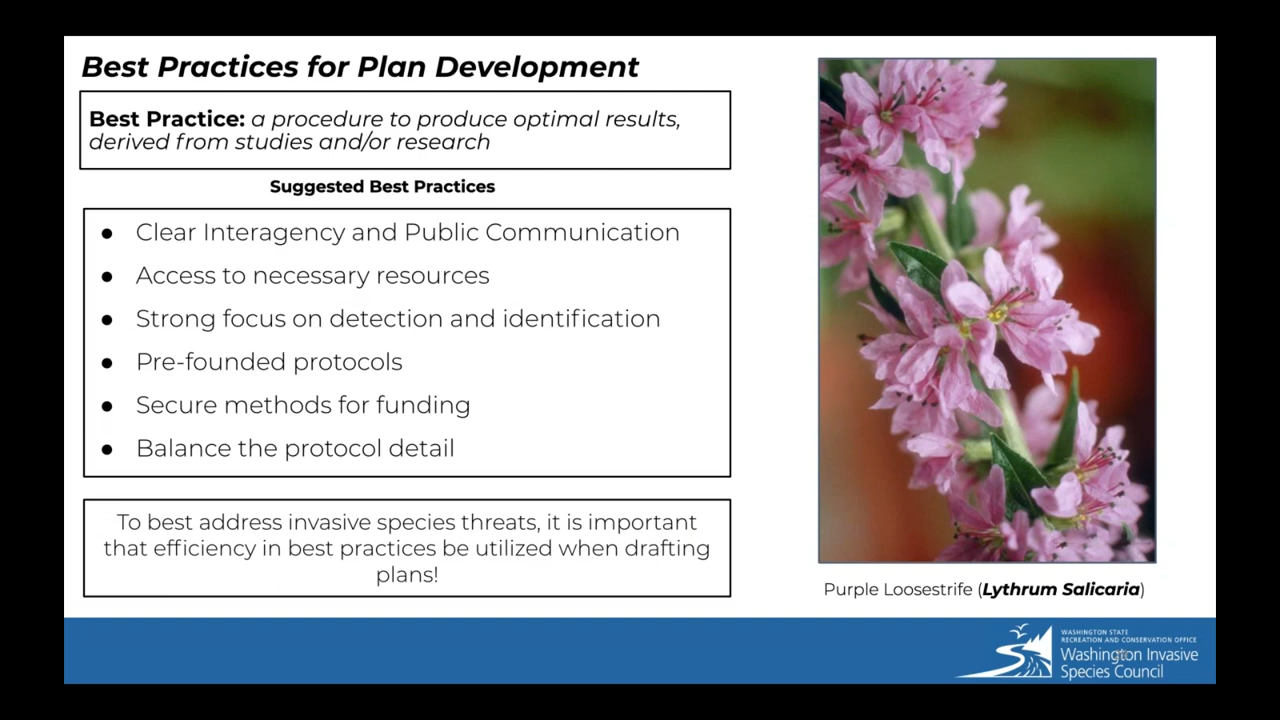 Best Practices for Plan Development
Best Practice: a procedure to produce optimal results,
derived from studies and/or research
Suggested Best Practices
● Clear Interagency and Public Communication
● Access to necessary resources
● Strong focus on detection and identification
● Pre-founded protocols
● Secure methods for funding
● Balance the protocol detail
To best address invasive species threats, it is important
that efficiency in best practices be utilized when drafting
plans!
Purple Loosestrife (Lythrum Salicaria)
WASHINGTON STATE
RECREATION AND CONSERVATION OFFICE
Washington Invasive
Species Council